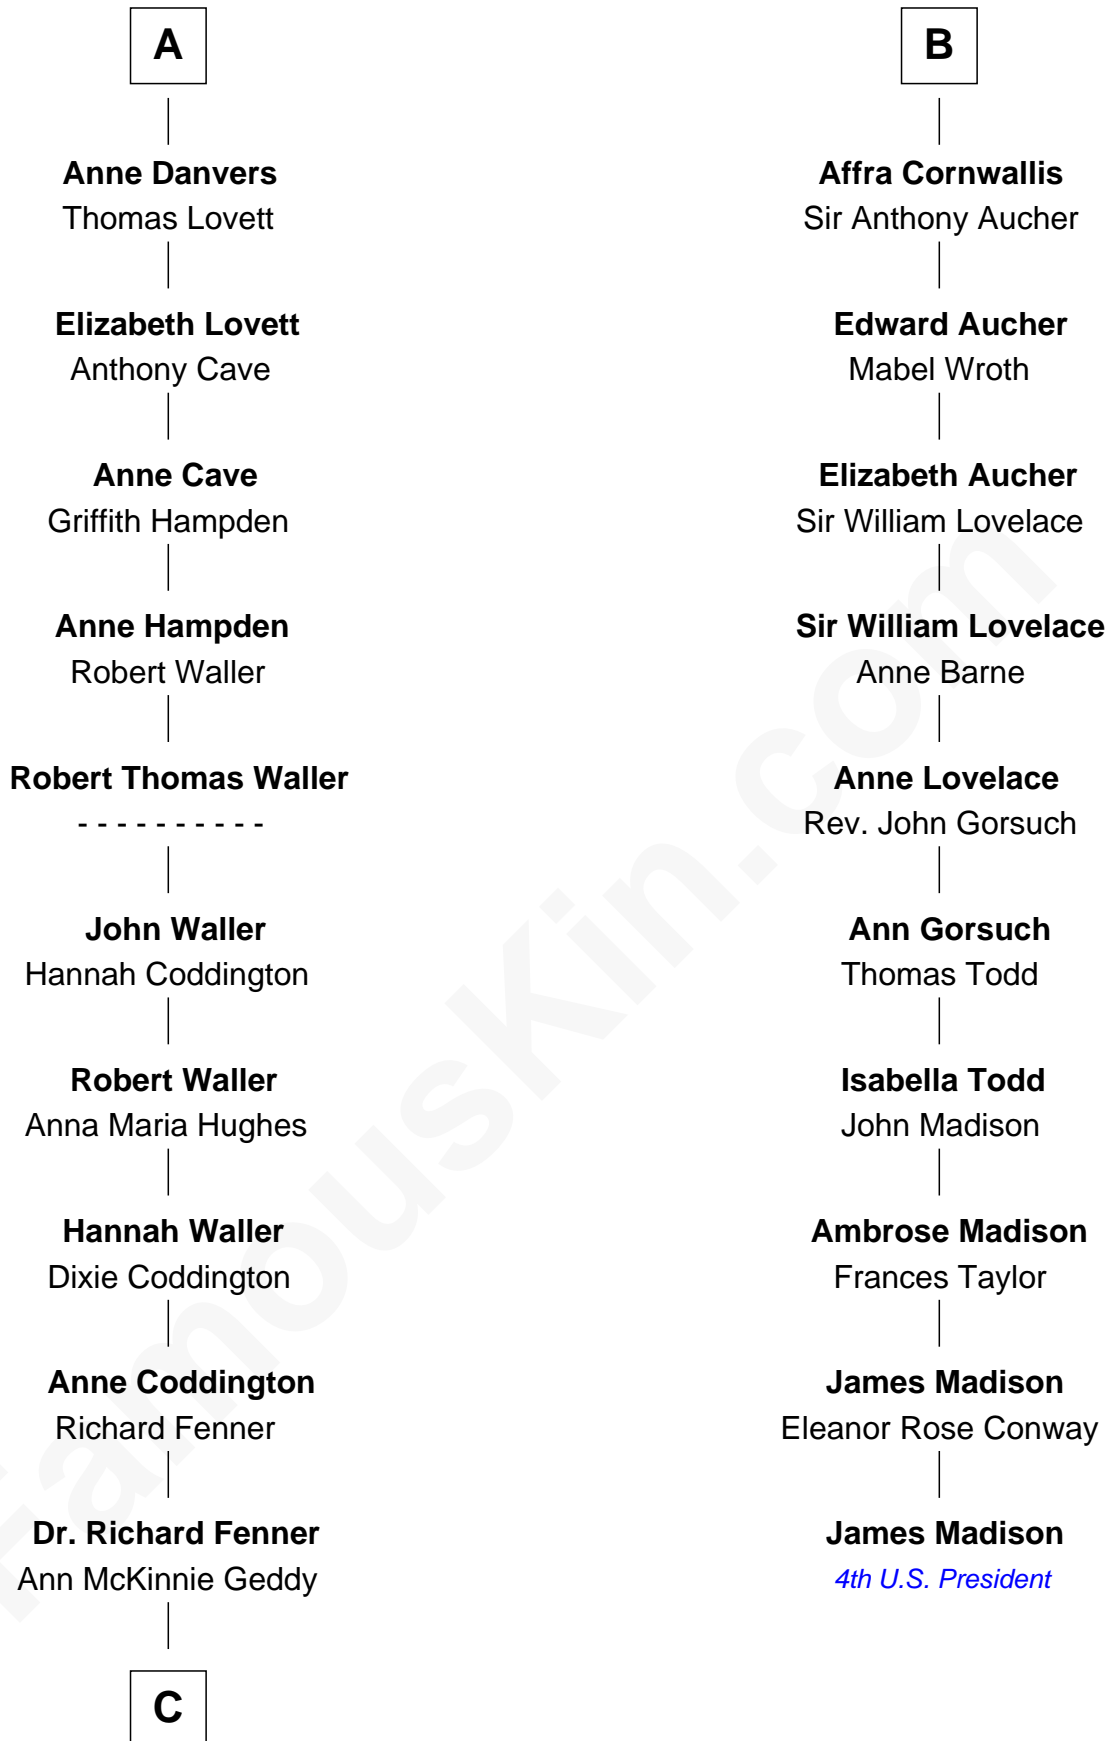 A
Anne Danvers
Thomas Lovett
Elizabeth Lovett
Anthony Cave
Anne Cave
Griffith Hampden
Anne Hampden
Robert Waller
Robert Thomas Waller
- - - - - - - - - -
John Waller
Hannah Coddington
Robert Waller
Anna Maria Hughes
Hannah Waller
Dixie Coddington
Anne Coddington
Richard Fenner
Dr. Richard Fenner
Ann McKinnie Geddy
C
B
Affra Cornwallis
Sir Anthony Aucher
Edward Aucher
Mabel Wroth
Elizabeth Aucher
Sir William Lovelace
Sir William Lovelace
Anne Barne
Anne Lovelace
Rev. John Gorsuch
Ann Gorsuch
Thomas Todd
Isabella Todd
John Madison
Ambrose Madison
Frances Taylor
James Madison
Eleanor Rose Conway
James Madison
4th U.S. President
FamousKin.com